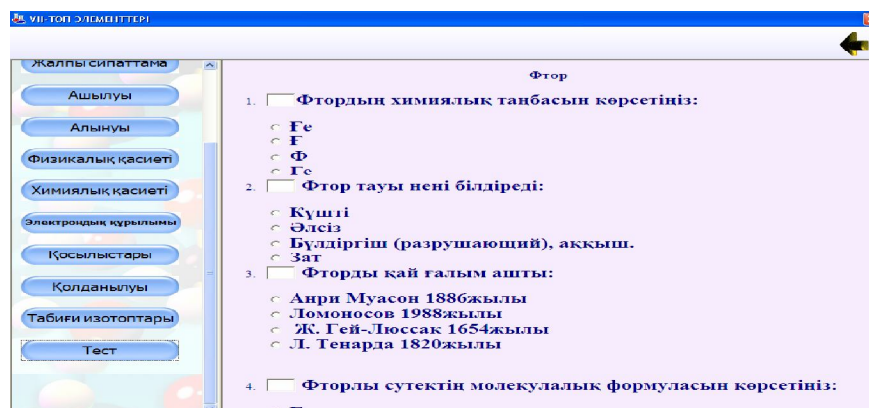 VII-ТОП ЭЛЕМЕНТТЕРІ
Жалпы сипаттама
Ашылуы
Алынуы
Физикалық қасиеті
Химиялық қасиеті
Электрондық құрылымы
Қосылыстары
Қолданылуы
Табиғи изотоптары
Тест
Фтор
1. Фтордың химиялық таңбасын көрсетіңіз:
Fe
F
Ф
Ге
2. Фтор тауы нені білдіреді:
Күшті
Әлсіз
Бүлдіргіш (разрушающий), аққыш.
Зат
3. Фторды қай ғалым ашты:
Анри Муасон 1886жылы
Ломоносов 1988жылы
Ж. Гей-Люссак 1654жылы
Л. Тенарда 1820жылы
4. Фторлы сутектін молекулалық формуласын көрсетіңіз: